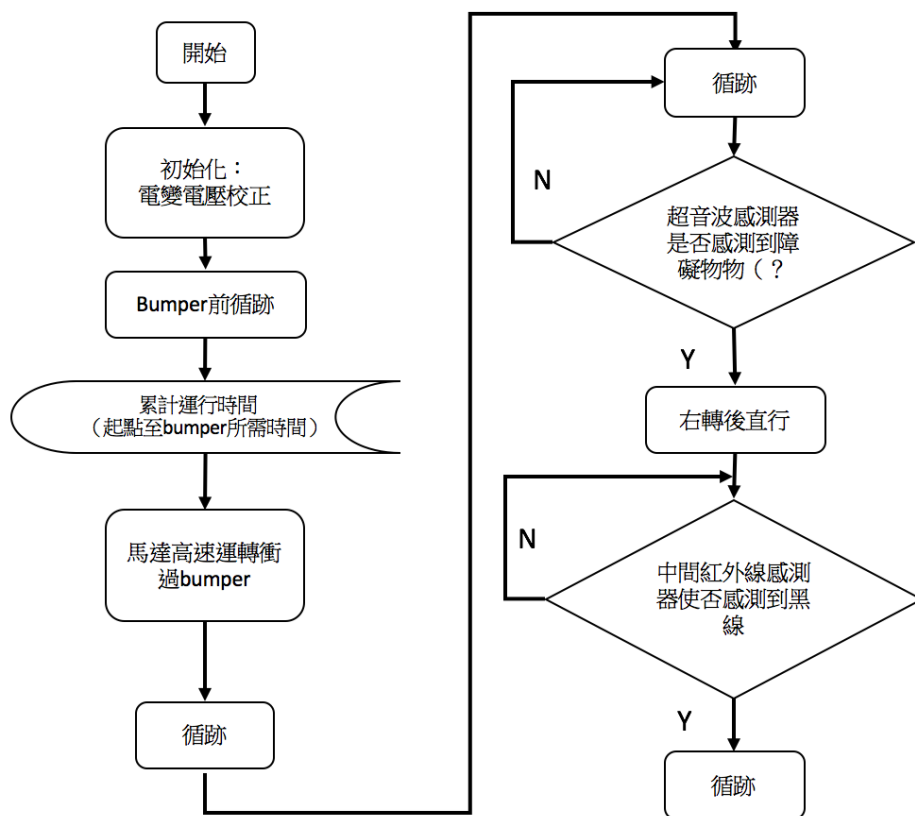 開始
初始化：
電變電壓校正
Bumper前循跡
累計運行時間
（起點至bumper所需時間）
馬達高速運轉衝
過bumper
循跡
循跡
N
超音波感測器
是否感測到障
礙物物（？
Y
右轉後直行
N
中間紅外線感測
器使否感測到黑
線
Y
循跡